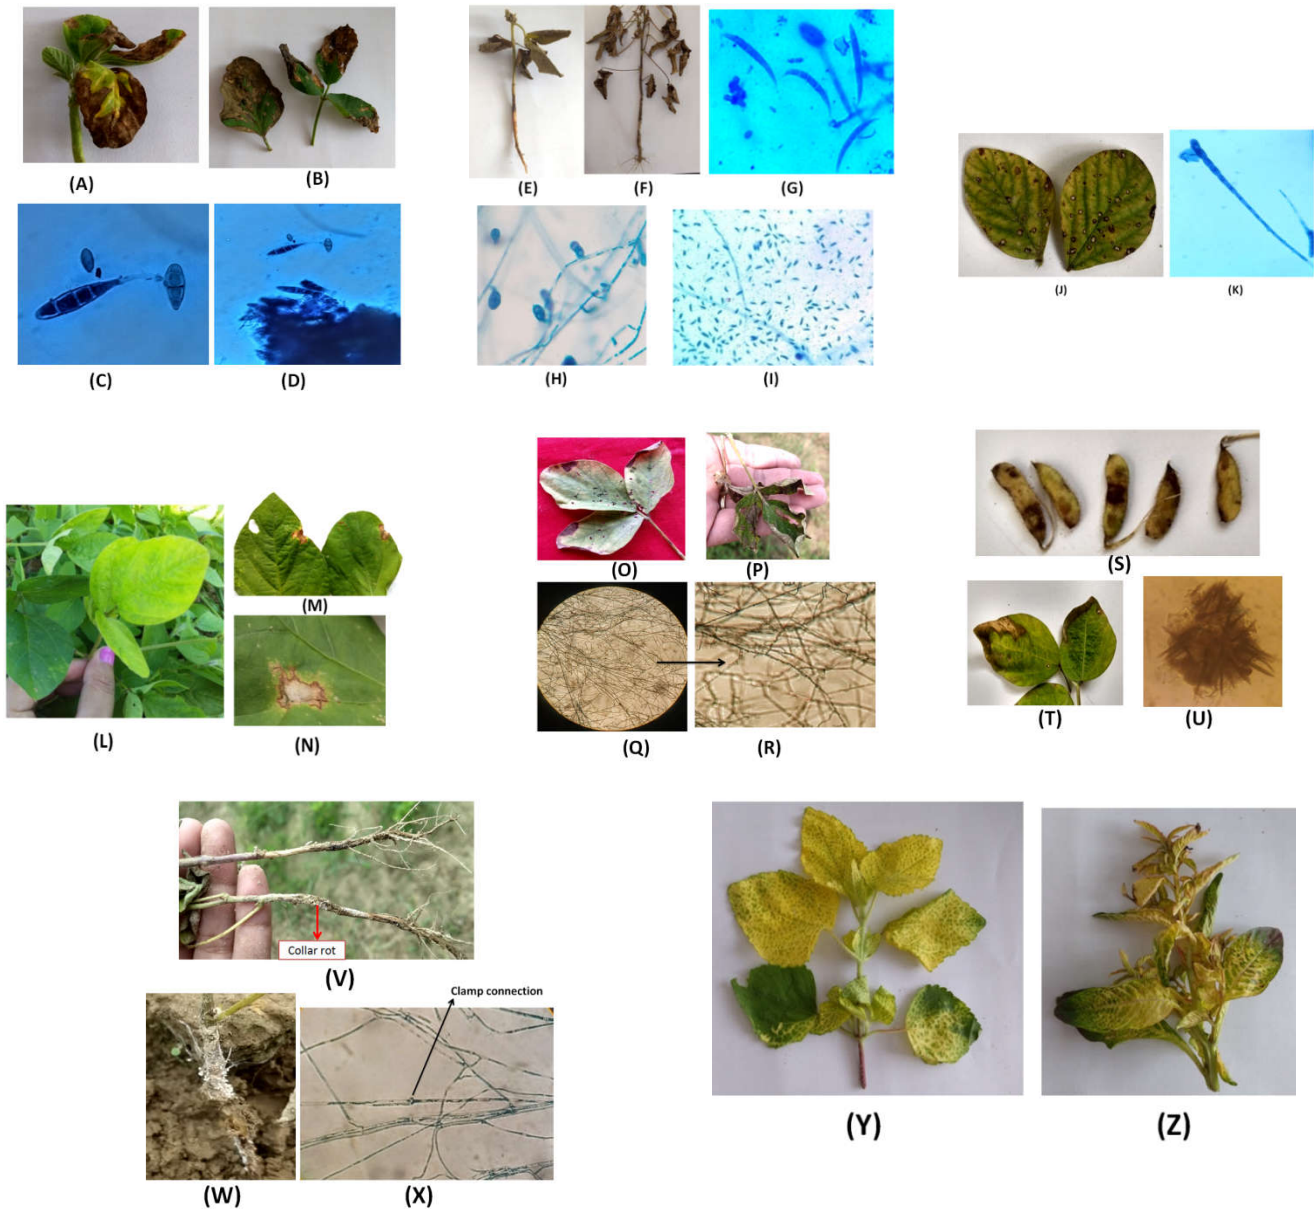 (A)
(B)
(C)
(D)
(E)
(F)
(G)
(H)
(I)
(J)
(K)
(L)
(M)
(N)
(O)
(P)
(Q)
(R)
(S)
(T)
(U)
Collar rot
(V)
Clamp connection
(W)
(X)
(Y)
(Z)